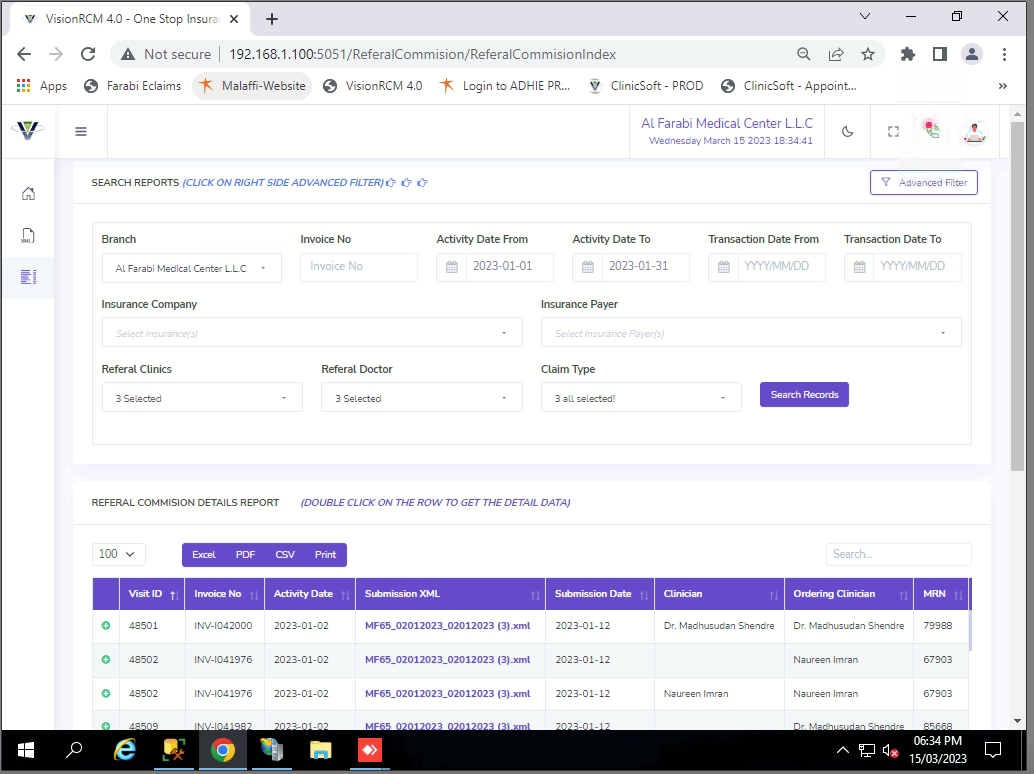 VisionRCM 4.0 - One Stop Insura
Not secure 192.168.1.100:5051/ReferalCommision/ReferalCommisionIndex
Apps Farabi Eclaims Malaffi-Website VisionRCM 4.0 Login to ADHIE PR... ClinicSoft - PROD ClinicSoft - Appoint... »
Al Farabi Medical Center L.L.C
Wednesday March 15 2023 18:34:41
SEARCH REPORTS (CLICK ON RIGHT SIDE ADVANCED FILTER) Advanced Filter
Branch Invoice No Activity Date From Activity Date To Transaction Date From Transaction Date To
Al Farabi Medical Center L.L.C Invoice No 2023-01-01 2023-01-31 YYYY/MM/DD YYYY/MM/DD
Insurance Company Insurance Payer
Select Insurance(s) Select Insurance Payer(s)
Referal Clinics Referal Doctor Claim Type
3 Selected 3 Selected 3 all selected! Search Records
REFERAL COMMISION DETAILS REPORT (DOUBLE CLICK ON THE ROW TO GET THE DETAIL DATA)
100 Excel PDF CSV Print Search...
Visit ID Invoice No Activity Date Submission XML Submission Date Clinician Ordering Clinician MRN
48501 INV-I042000 2023-01-02 MF65_02012023_02012023 (3).xml 2023-01-12 Dr. Madhusudan Shendre Dr. Madhusudan Shendre 79988
48502 INV-I041976 2023-01-02 MF65_02012023_02012023 (3).xml 2023-01-12 Naureen Imran 67903
48502 INV-I041976 2023-01-02 MF65_02012023_02012023 (3).xml 2023-01-12 Naureen Imran Naureen Imran 67903
48509 INV-I041982 2023-01-02 MF65_02012023_02012023 (3).xml 2023-01-12 Dr. Madhusudan Shendre 85668
06:34 PM
15/03/2023